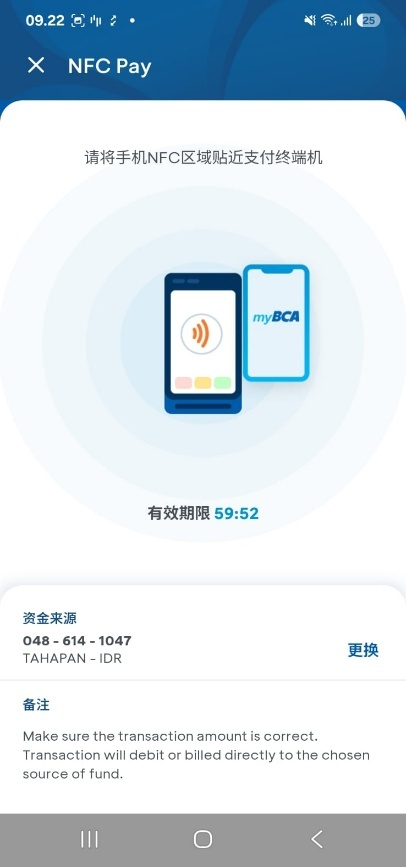 09.22
25
NFC Pay
请将手机NFC区域贴近支付终端机
myBCA
有效期限 59:52
资金来源
048 - 614 - 1047
TAHAPAN - IDR
更换
备注
Make sure the transaction amount is correct.
Transaction will debit or billed directly to the chosen
source of fund.